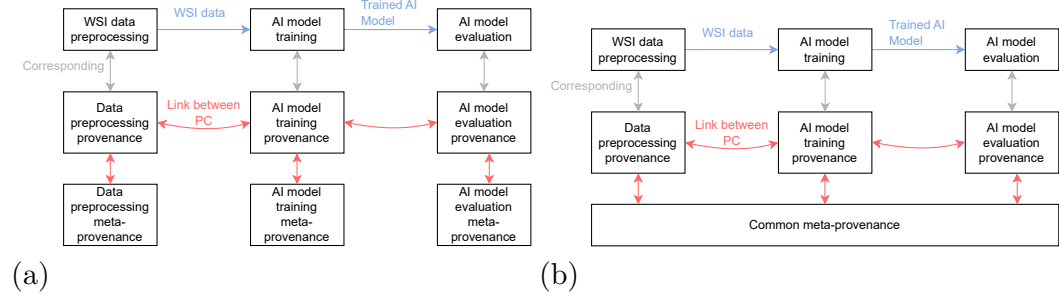 WSI data
preprocessing
WSI data
AI model
training
Trained AI
Model
AI model
evaluation
Corresponding
Data
preprocessing
provenance
Link between
PC
AI model
training
provenance
AI model
evaluation
provenance
Data
preprocessing
meta-
provenance
AI model
training
meta-
provenance
AI model
evaluation meta-
provenance
(a)
WSI data
preprocessing
WSI data
AI model
training
Trained AI
Model
AI model
evaluation
Corresponding
Data
preprocessing
provenance
Link between
PC
AI model
training
provenance
AI model
evaluation
provenance
Common meta-provenance
(b)